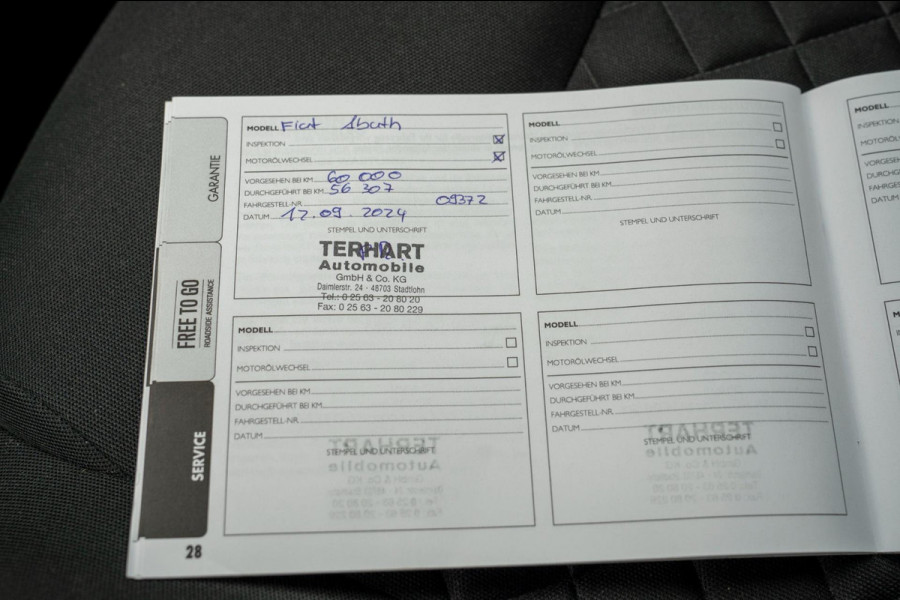 GARANTIE
FREE TO GO
ROADSIDE ASSISTANCE
SERVICE
28
MODELL Fiat Abath
INSPEKTION
MOTORÖLWECHSEL
VORGESEHEN BEI KM 60 000
DURCHGEFÜHRT BEI KM 56 307
FAHRGESTELL-NR. 09372
DATUM 12.09.2024
STEMPEL UND UNTERSCHRIFT
TERHART
Automobile
GmbH & Co. KG
Daimlerstr. 24 · 48703 Stadtlohn
Tel.: 0 25 63 - 20 80 20
Fax: 0 25 63 - 20 80 229
MODELL
INSPEKTION
MOTORÖLWECHSEL
VORGESEHEN BEI KM
DURCHGEFÜHRT BEI KM
FAHRGESTELL-NR.
DATUM
STEMPEL UND UNTERSCHRIFT
MODELL
INSPEKTION
MOTORÖLWECHSEL
VORGESEHEN BEI KM
DURCHGEFÜHRT BEI KM
FAHRGESTELL-NR.
DATUM
STEMPEL UND UNTERSCHRIFT
MODELL
INSPEKTION
MOTORÖLWECHSEL
VORGESEHEN BEI KM
DURCHGEFÜHRT BEI KM
FAHRGESTELL-NR.
DATUM
STEMPEL UND UNTERSCHRIFT
MODELL
DATUM